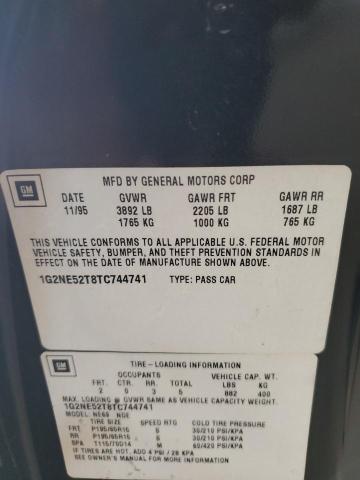 GM
MFD BY GENERAL MOTORS CORP
DATE GVWR GAWR FRT GAWR RR
11/95 3892 LB 2205 LB 1687 LB
1765 KG 1000 KG 765 KG
THIS VEHICLE CONFORMS TO ALL APPLICABLE U.S. FEDERAL MOTOR
VEHICLE SAFETY, BUMPER, AND THEFT PREVENTION STANDARDS IN
EFFECT ON THE DATE OF MANUFACTURE SHOWN ABOVE.
1G2NE52T8TC744741 TYPE: PASS CAR
GM
TIRE-LOADING INFORMATION
OCCUPANTS VEHICLE CAP. WT.
FRT. CTR. RR. TOTAL LBS KG
2 0 3 5 882 400
MAX. LOADING @ GVWR SAME AS VEHICLE CAPACITY WEIGHT.
1G2NE52T8TC744741
MODEL: NE69
TIRE SIZE SPEED RTG COLD TIRE PRESSURE
FRT P195/65R15 S 30/210 PSI/KPA
RR P195/65R15 S 30/210 PSI/KPA
SPA T115/70D14 M 60/420 PSI/KPA
IF TIRES ARE HOT, ADD 4 PSI / 28 KPA
SEE OWNER'S MANUAL FOR ADDITIONAL INFORMATION